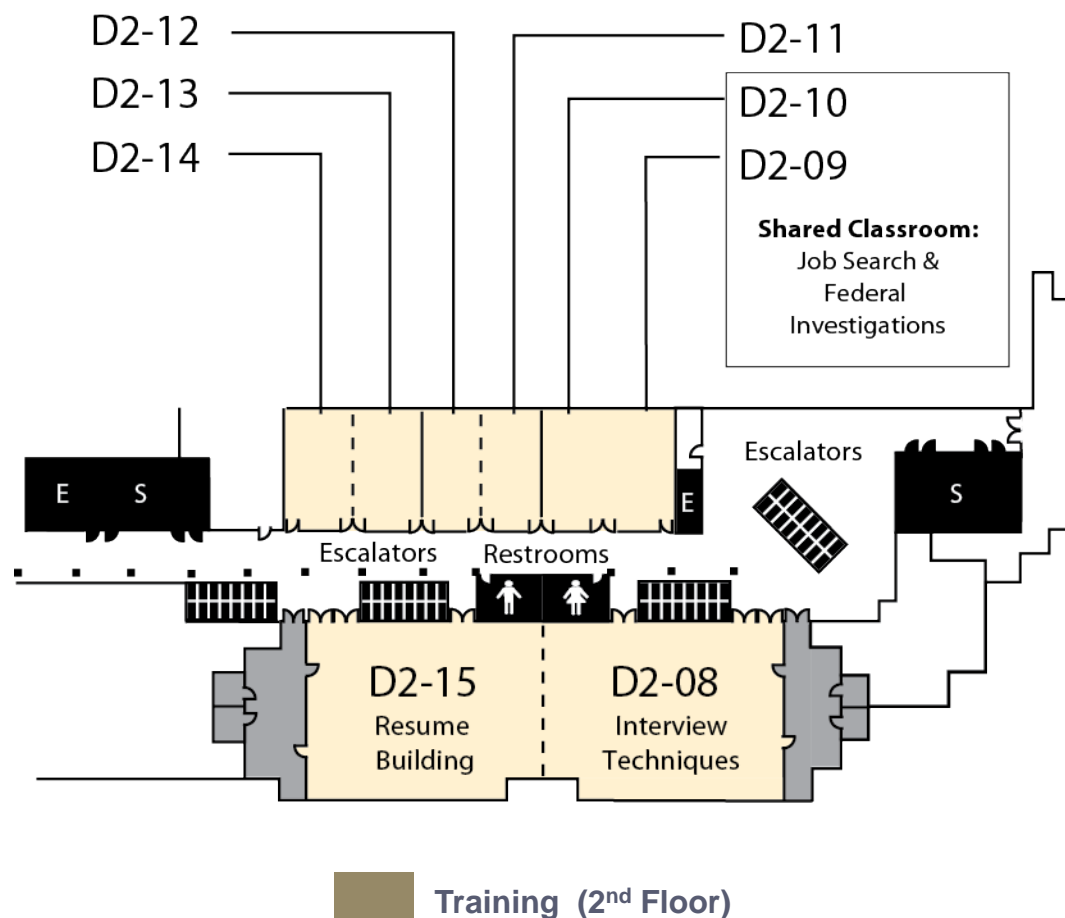 D2-12
D2-13
D2-14
D2-11
D2-10
D2-09
Shared Classroom:
Job Search &
Federal
Investigations
Escalators
E S
E
S
Escalators Restrooms
D2-15
Resume
Building
D2-08
Interview
Techniques
Training (2nd Floor)